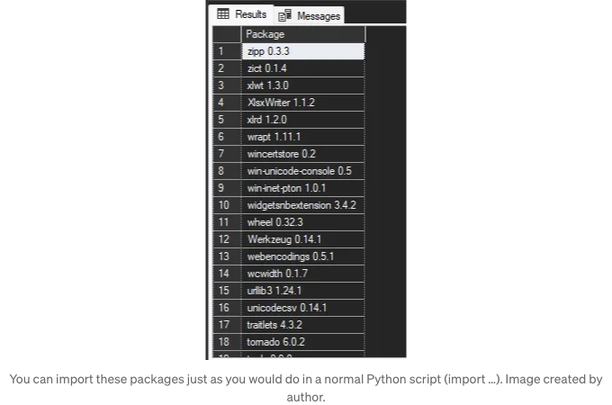 Results Messages
Package
1 zipp 0.3.3
2 zict 0.1.4
3 xlwt 1.3.0
4 XlsxWriter 1.1.2
5 xlrd 1.2.0
6 wrapt 1.11.1
7 wincertstore 0.2
8 win-unicode-console 0.5
9 win-inet-pton 1.0.1
10 widgetsnbextension 3.4.2
11 wheel 0.32.3
12 Werkzeug 0.14.1
13 webencodings 0.5.1
14 wcwidth 0.1.7
15 urllib3 1.24.1
16 unicodecsv 0.14.1
17 traitlets 4.3.2
18 tornado 6.0.2
You can import these packages just as you would do in a normal Python script (import …). Image created by
author.